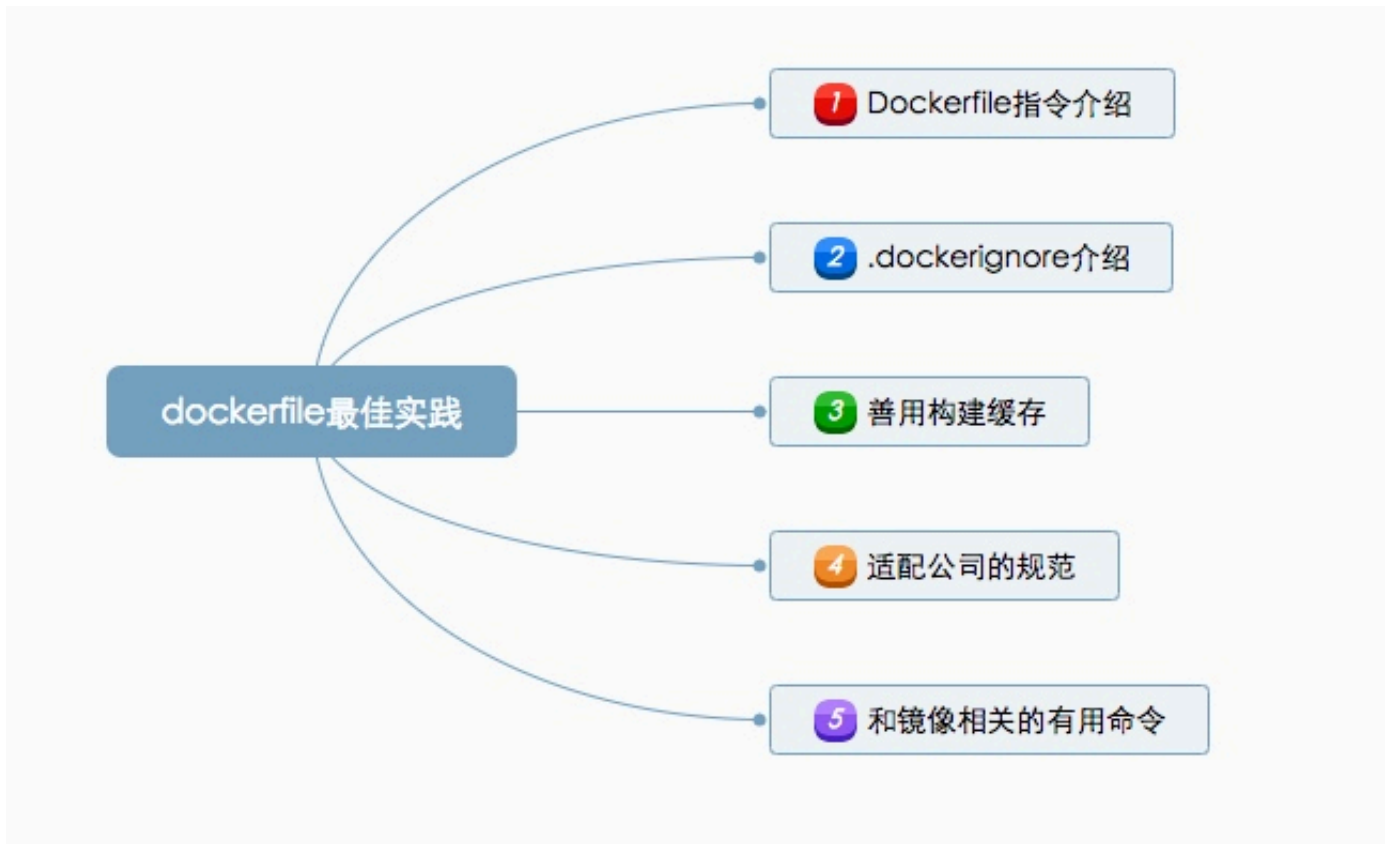 1 Dockerfile指令介绍
2 .dockerignore介绍
dockerfile最佳实践
3 善用构建缓存
4 适配公司的规范
5 和镜像相关的有用命令